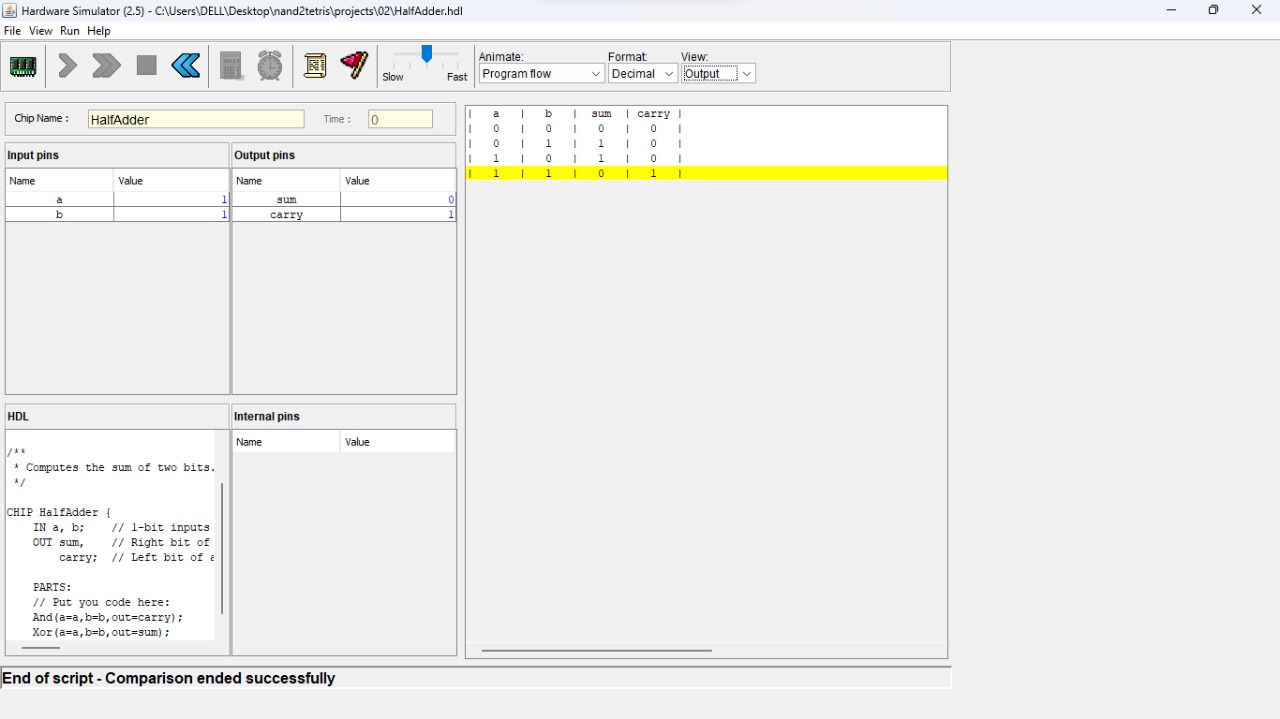 Hardware Simulator (2.5) - C:\Users\DELL\Desktop\nand2tetris\projects\02\HalfAdder.hdl
File View Run Help
Slow Fast
Animate: Format: View:
Program flow Decimal Output
Chip Name : HalfAdder Time : 0
Input pins
Name Value
a 1
b 1
Output pins
Name Value
sum 0
carry 1
HDL
/**
* Computes the sum of two bits.
*/
CHIP HalfAdder {
IN a, b; // 1-bit inputs
OUT sum, // Right bit of
carry; // Left bit of a
PARTS:
// Put you code here:
And(a=a,b=b,out=carry);
Xor(a=a,b=b,out=sum);
Internal pins
Name Value
| a | b | sum | carry |
| 0 | 0 | 0 | 0 |
| 0 | 1 | 1 | 0 |
| 1 | 0 | 1 | 0 |
| 1 | 1 | 0 | 1 |
End of script - Comparison ended successfully